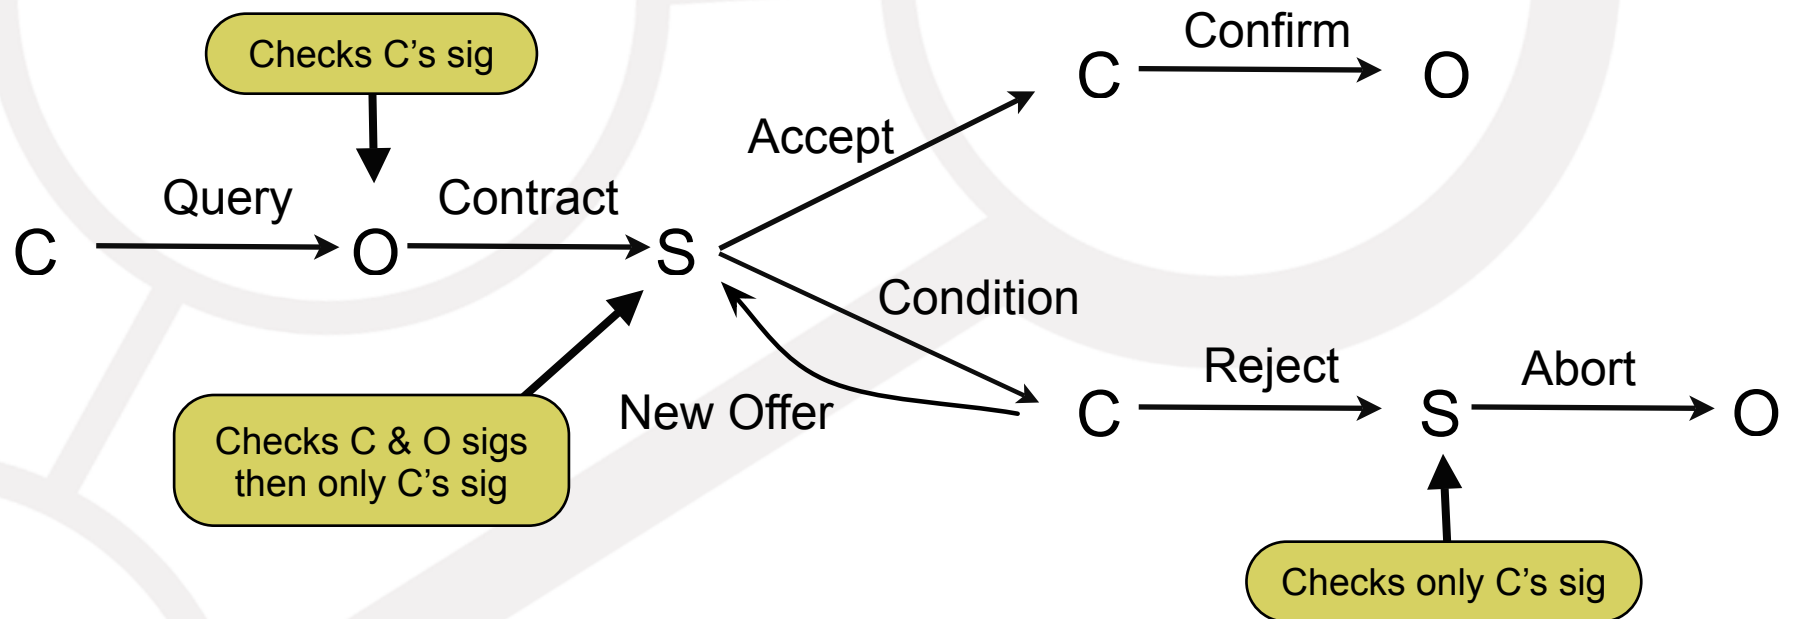 Checks C’s sig
Confirm
C
O
Accept
Query
Contract
C
O
S
Condition
New Offer
Reject
Abort
C
S
O
Checks C & O sigs
then only C’s sig
Checks only C’s sig